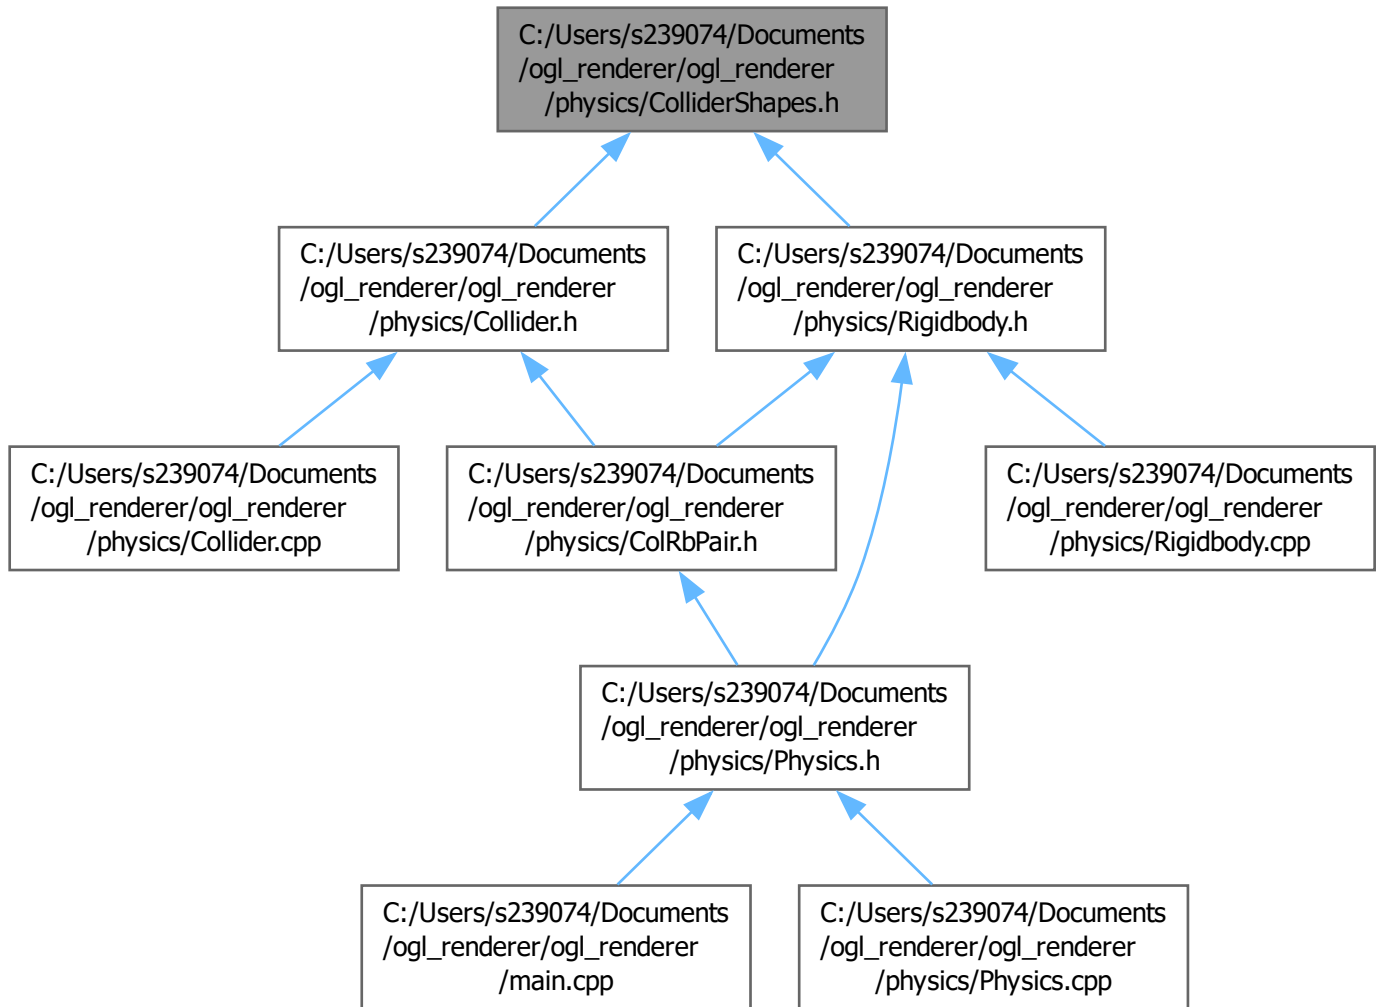 C:/Users/s239074/Documents
/ogl_renderer/ogl_renderer
/physics/ColliderShapes.h
C:/Users/s239074/Documents
/ogl_renderer/ogl_renderer
/physics/Collider.h
C:/Users/s239074/Documents
/ogl_renderer/ogl_renderer
/physics/Rigidbody.h
C:/Users/s239074/Documents
/ogl_renderer/ogl_renderer
/physics/Collider.cpp
C:/Users/s239074/Documents
/ogl_renderer/ogl_renderer
/physics/ColRbPair.h
C:/Users/s239074/Documents
/ogl_renderer/ogl_renderer
/physics/Rigidbody.cpp
C:/Users/s239074/Documents
/ogl_renderer/ogl_renderer
/physics/Physics.h
C:/Users/s239074/Documents
/ogl_renderer/ogl_renderer
/main.cpp
C:/Users/s239074/Documents
/ogl_renderer/ogl_renderer
/physics/Physics.cpp